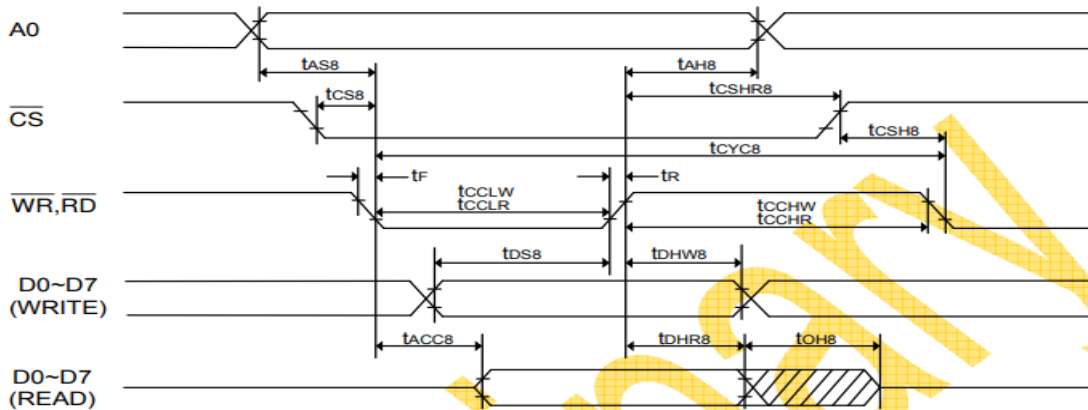 A0
tAS8
tAH8
tCS8
tCSHR8
CS
tCSH8
tCYC8
tF
tR
WR,RD
tCCLW
tCCLR
tCCHW
tCCHR
tDS8
tDHW8
D0~D7
(WRITE)
tACC8
tDHR8
tOH8
D0~D7
(READ)